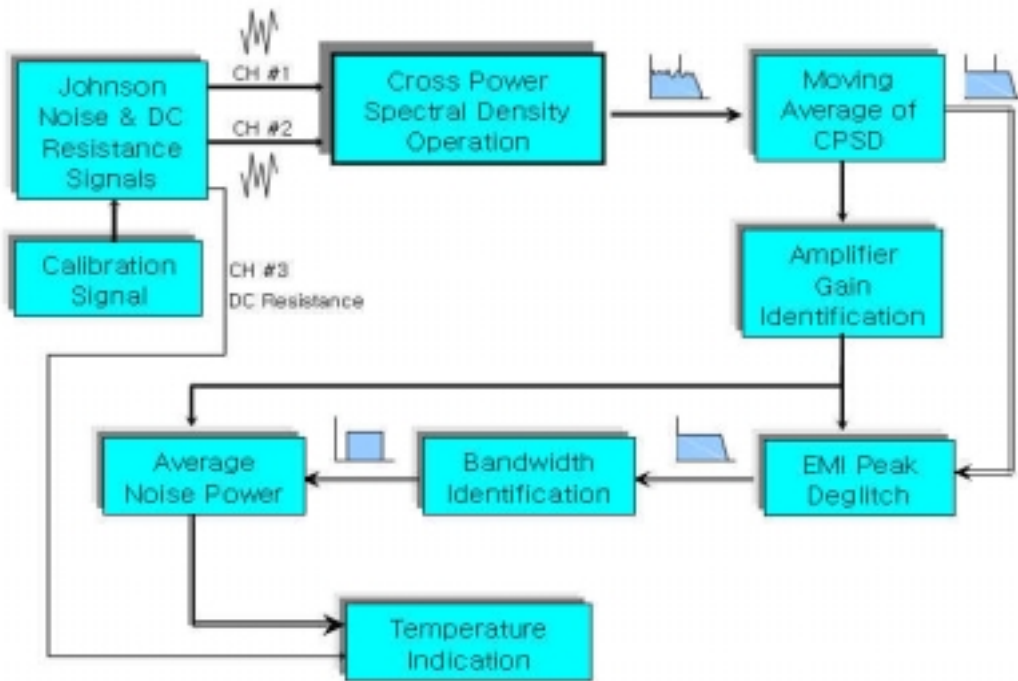 Johnson
Noise & DC
Resistance
Signals
CH #1
CH #2
Cross Power
Spectral Density
Operation
Moving
Average of
CPSD
Calibration
Signal
CH #3
DC Resistance
Amplifier
Gain
Identification
Average
Noise Power
Bandwidth
Identification
EMI Peak
Deglitch
Temperature
Indication